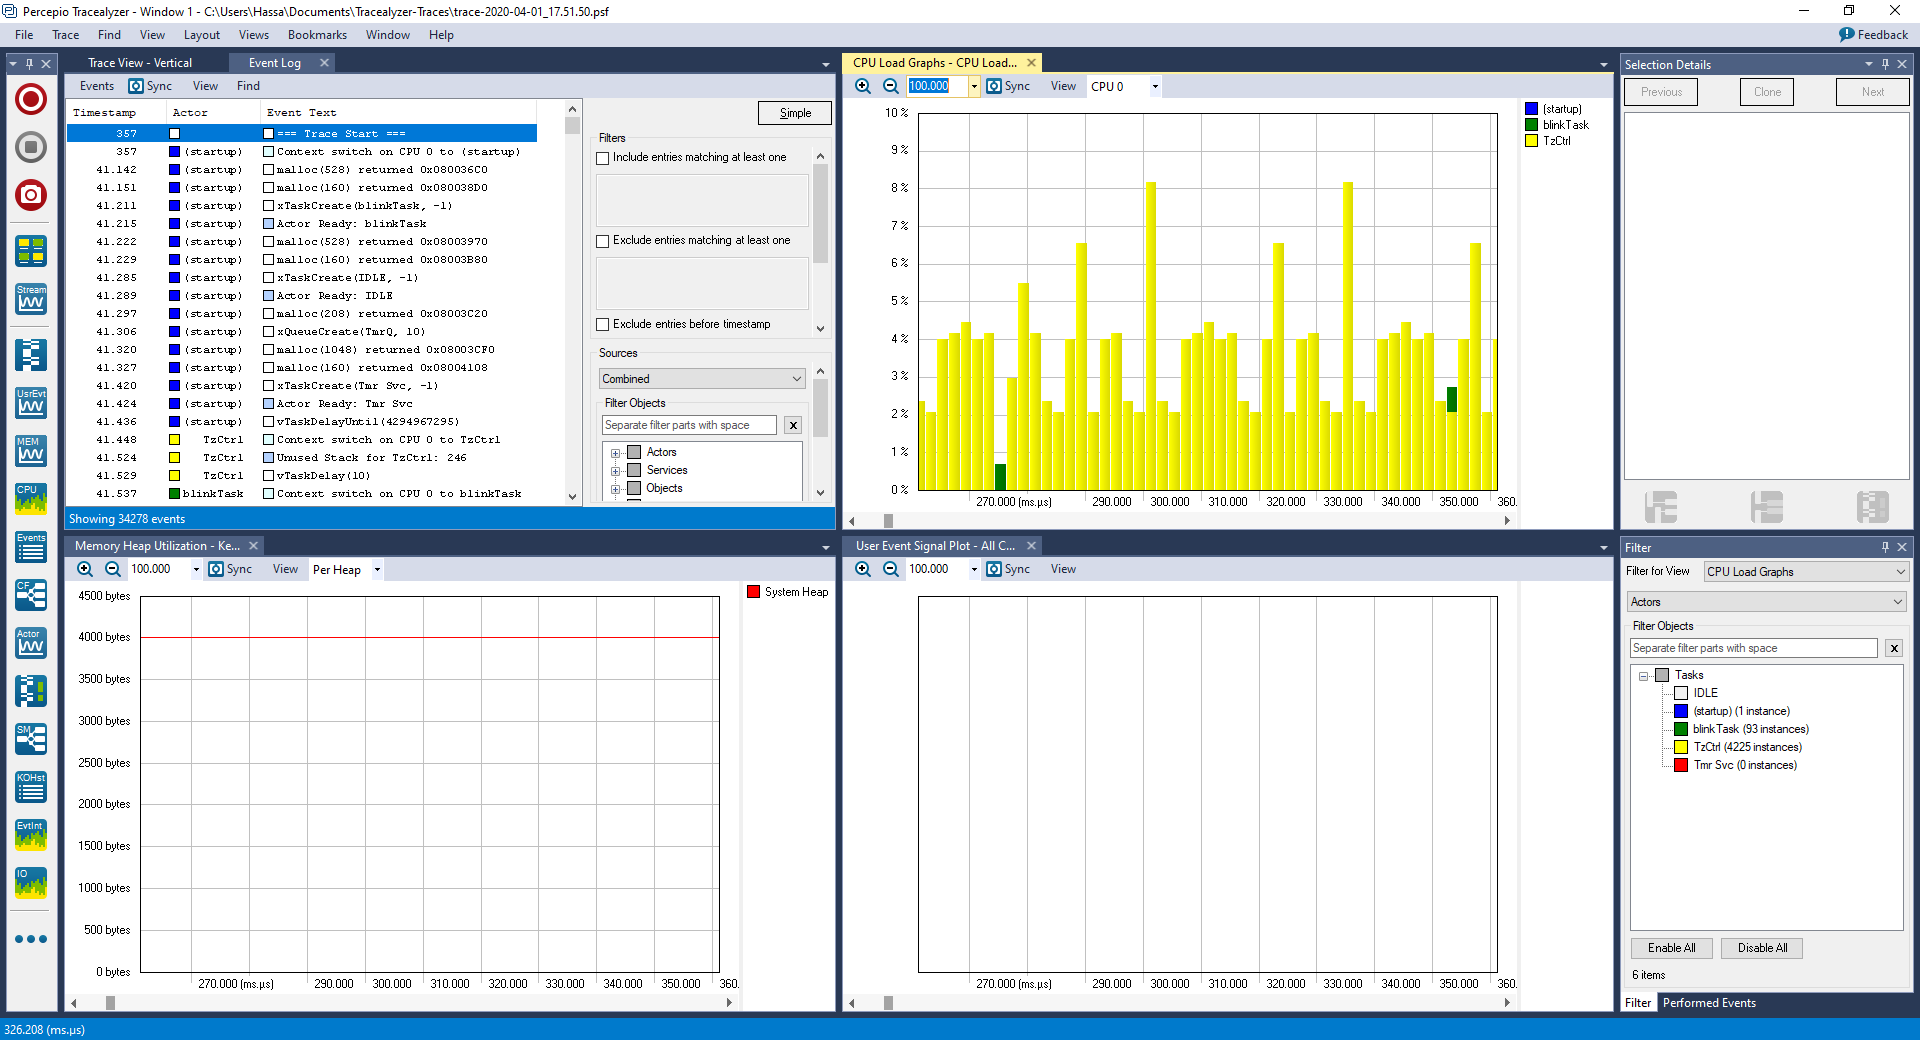 Percepio Tracealyzer - Window 1 - C:\Users\Hassa\Documents\Tracealyzer-Traces\trace-2020-04-01_17.51.50.psf
File Trace Find View Layout Views Bookmarks Window Help
Feedback
Trace View - Vertical
Event Log
Events Sync View Find
Timestamp Actor Event Text
357 === Trace Start ===
357 (startup) Context switch on CPU 0 to (startup)
41.142 (startup) malloc(528) returned 0x080036C0
41.151 (startup) malloc(160) returned 0x080038D0
41.211 (startup) xTaskCreate(blinkTask, -1)
41.215 (startup) Actor Ready: blinkTask
41.222 (startup) malloc(528) returned 0x08003970
41.229 (startup) malloc(160) returned 0x08003B80
41.285 (startup) xTaskCreate(IDLE, -1)
41.289 (startup) Actor Ready: IDLE
41.297 (startup) malloc(208) returned 0x08003C20
41.306 (startup) xQueueCreate(TmrQ, 10)
41.320 (startup) malloc(1048) returned 0x08003CF0
41.327 (startup) malloc(160) returned 0x08004108
41.420 (startup) xTaskCreate(Tmr Svc, -1)
41.424 (startup) Actor Ready: Tmr Svc
41.436 (startup) vTaskDelayUntil(4294967295)
41.448 TzCtrl Context switch on CPU 0 to TzCtrl
41.524 TzCtrl Unused Stack for TzCtrl: 246
41.529 TzCtrl vTaskDelay(10)
41.537 blinkTask Context switch on CPU 0 to blinkTask
Showing 34278 events
Simple
Filters
Include entries matching at least one
Exclude entries matching at least one
Exclude entries before timestamp
Sources
Combined
Filter Objects
Separate filter parts with space
x
Actors
Services
Objects
CPU Load Graphs - CPU Load...
100.000 Sync View CPU 0
10 %
9 %
8 %
7 %
6 %
5 %
4 %
3 %
2 %
1 %
0 %
270.000 (ms.µs) 290.000 300.000 310.000 320.000 330.000 340.000 350.000 360.
(startup)
blinkTask
TzCtrl
Selection Details
Previous
Clone
Next
Stream
UsrEvt
MEM
CPU
Events
CF
Actor
SM
KOHst
EvtInt
IO
Memory Heap Utilization - Ke...
100.000 Sync View Per Heap
4500 bytes
4000 bytes
3500 bytes
3000 bytes
2500 bytes
2000 bytes
1500 bytes
1000 bytes
500 bytes
0 bytes
270.000 (ms.µs) 290.000 300.000 310.000 320.000 330.000 340.000 350.000 360.
System Heap
User Event Signal Plot - All C...
100.000 Sync View
270.000 (ms.µs) 290.000 300.000 310.000 320.000 330.000 340.000 350.000 360.
Filter
Filter for View CPU Load Graphs
Actors
Filter Objects
Separate filter parts with space
x
Tasks
IDLE
(startup) (1 instance)
blinkTask (93 instances)
TzCtrl (4225 instances)
Tmr Svc (0 instances)
Enable All
Disable All
6 items
Filter
Performed Events
326.208 (ms.µs)